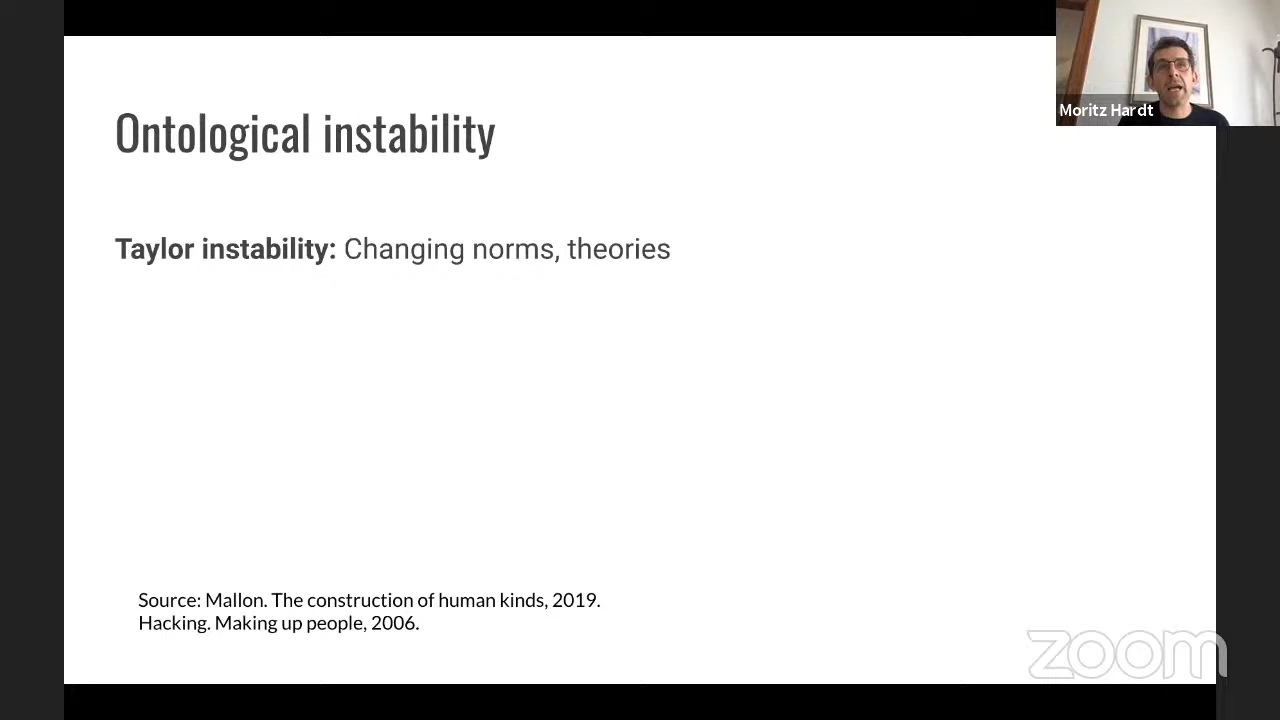 Ontological instability
Moritz Hardt
Taylor instability: Changing norms, theories
Source: Mallon. The construction of human kinds, 2019.
Hacking. Making up people, 2006.
zoom